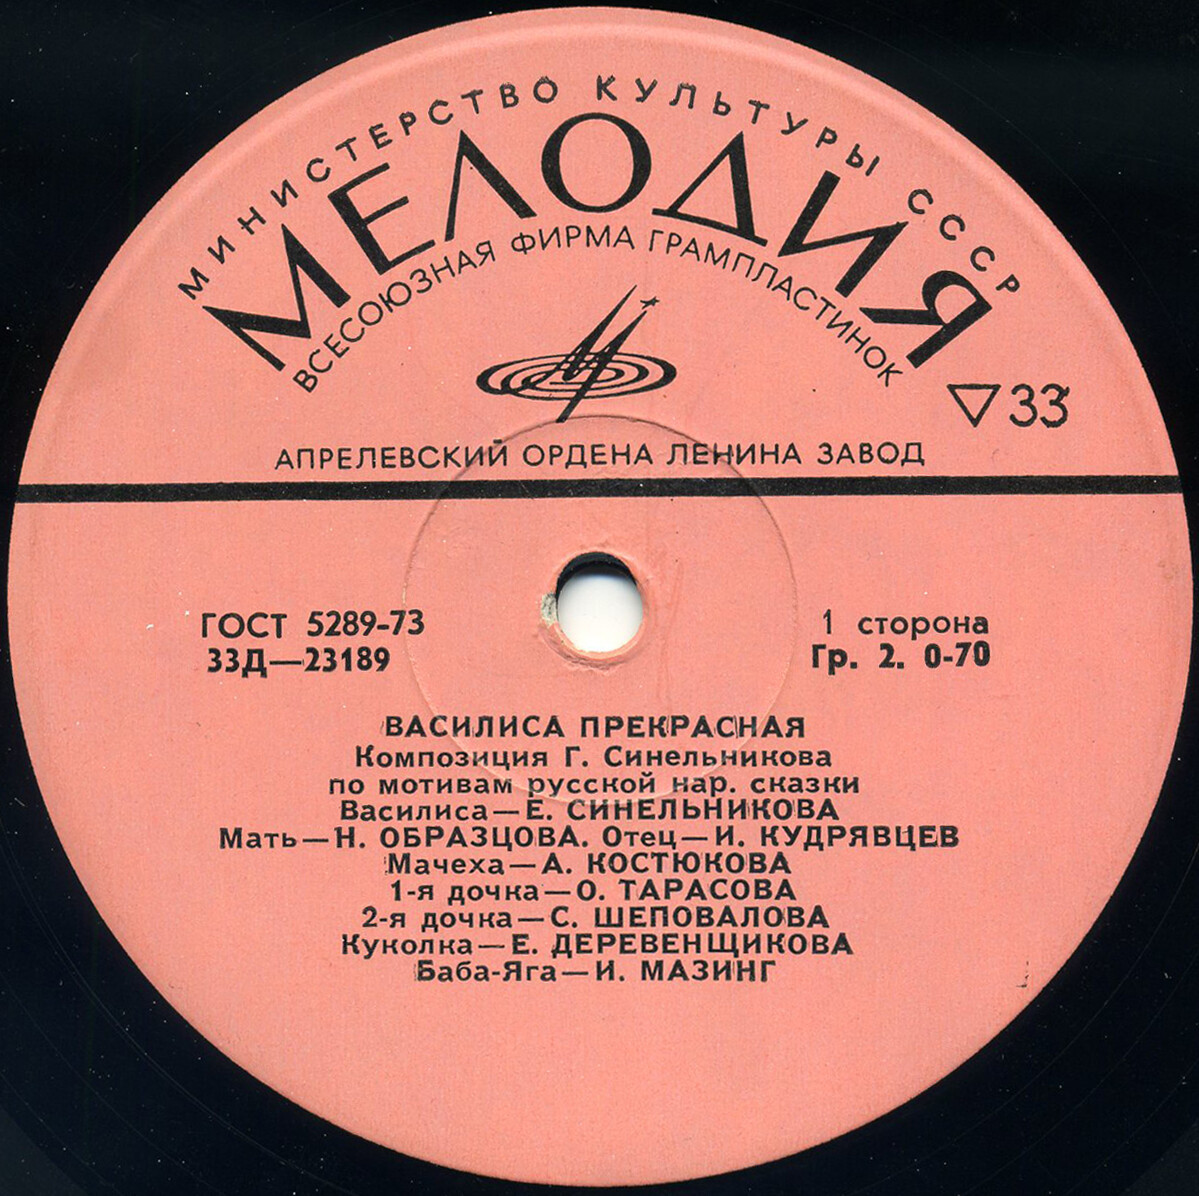 МИНИСТЕРСТВО КУЛЬТУРЫ СССР
МЕЛОДИЯ
ВСЕСОЮЗНАЯ ФИРМА ГРАМПЛАСТИНОК
33
АПРЕЛЕВСКИЙ ОРДЕНА ЛЕНИНА ЗАВОД
ГОСТ 5289-73
33Д—23189
1 сторона
Гр. 2. 0-70
ВАСИЛИСА ПРЕКРАСНАЯ
Композиция Г. Синельникова
по мотивам русской нар. сказки
Василиса—Е. СИНЕЛЬНИКОВА
Мать—Н. ОБРАЗЦОВА. Отец—И. КУДРЯВЦЕВ
Мачеха—А. КОСТЮКОВА
1-я дочка—О. ТАРАСОВА
2-я дочка—С. ШЕПОВАЛОВА
Куколка—Е. ДЕРЕВЕНЩИКОВА
Баба-Яга—И. МАЗИНГ